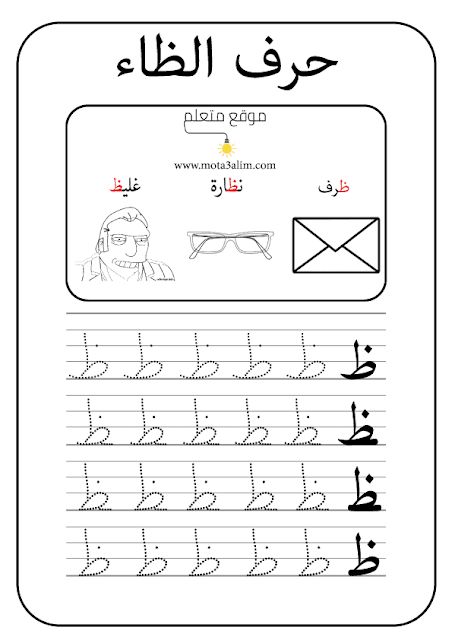 حرف الظاء
موقع متعلم
www.mota3alim.com
ظرف نظارة غليظ
ظ ظ ظ ظ ظ ظ
ظ ظ ظ ظ ظ ظ
ظ ظ ظ ظ ظ ظ
ظ ظ ظ ظ ظ ظ